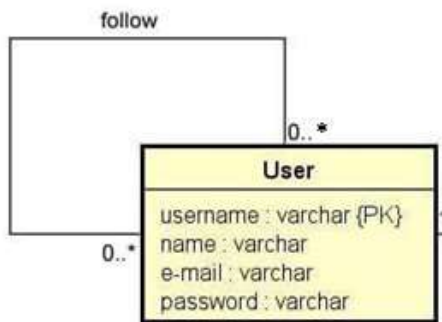 follow
0..*
User
username : varchar {PK}
name : varchar
0..*
e-mail : varchar
password : varchar